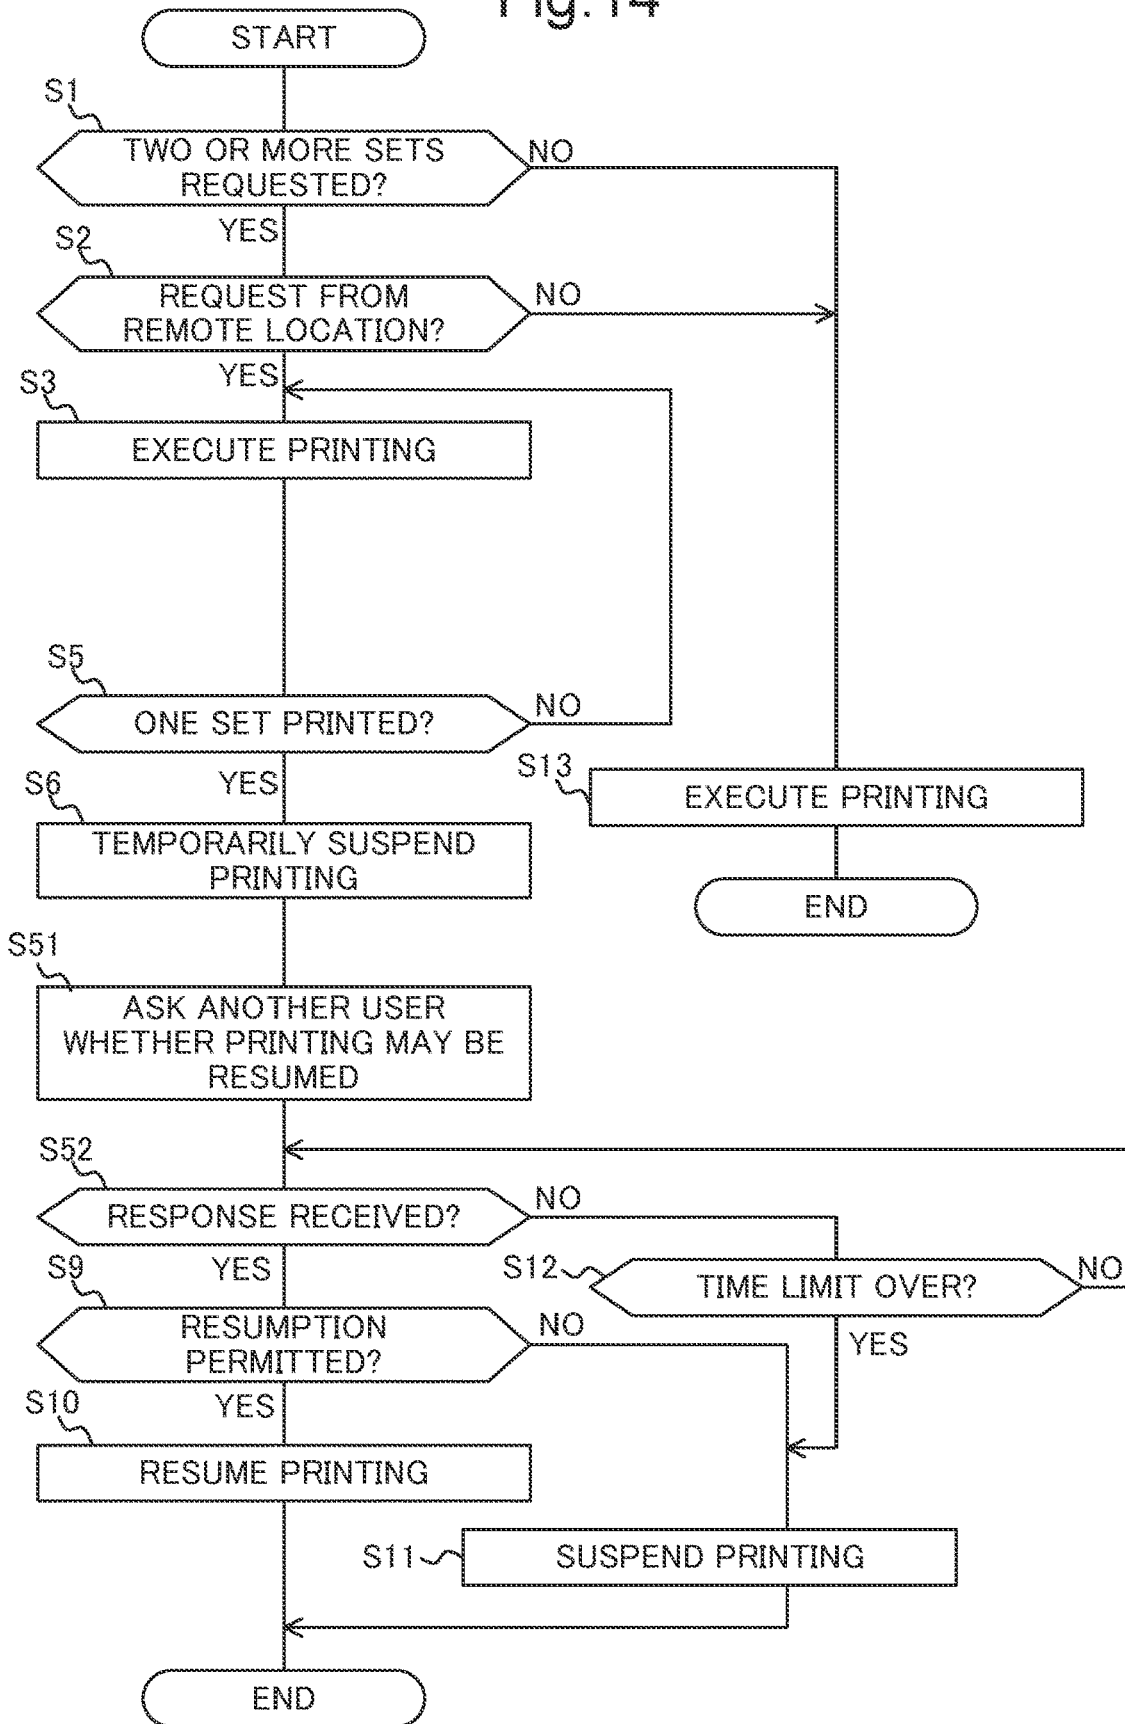 Fig.14
START
S1
TWO OR MORE SETS
REQUESTED?
NO
YES
S2
REQUEST FROM
REMOTE LOCATION?
NO
YES
S3
EXECUTE PRINTING
S5
ONE SET PRINTED?
NO
YES
S13
EXECUTE PRINTING
END
S6
TEMPORARILY SUSPEND
PRINTING
S51
ASK ANOTHER USER
WHETHER PRINTING MAY BE
RESUMED
S52
RESPONSE RECEIVED?
NO
YES
S12
TIME LIMIT OVER?
NO
YES
S9
RESUMPTION
PERMITTED?
NO
YES
S10
RESUME PRINTING
S11
SUSPEND PRINTING
END